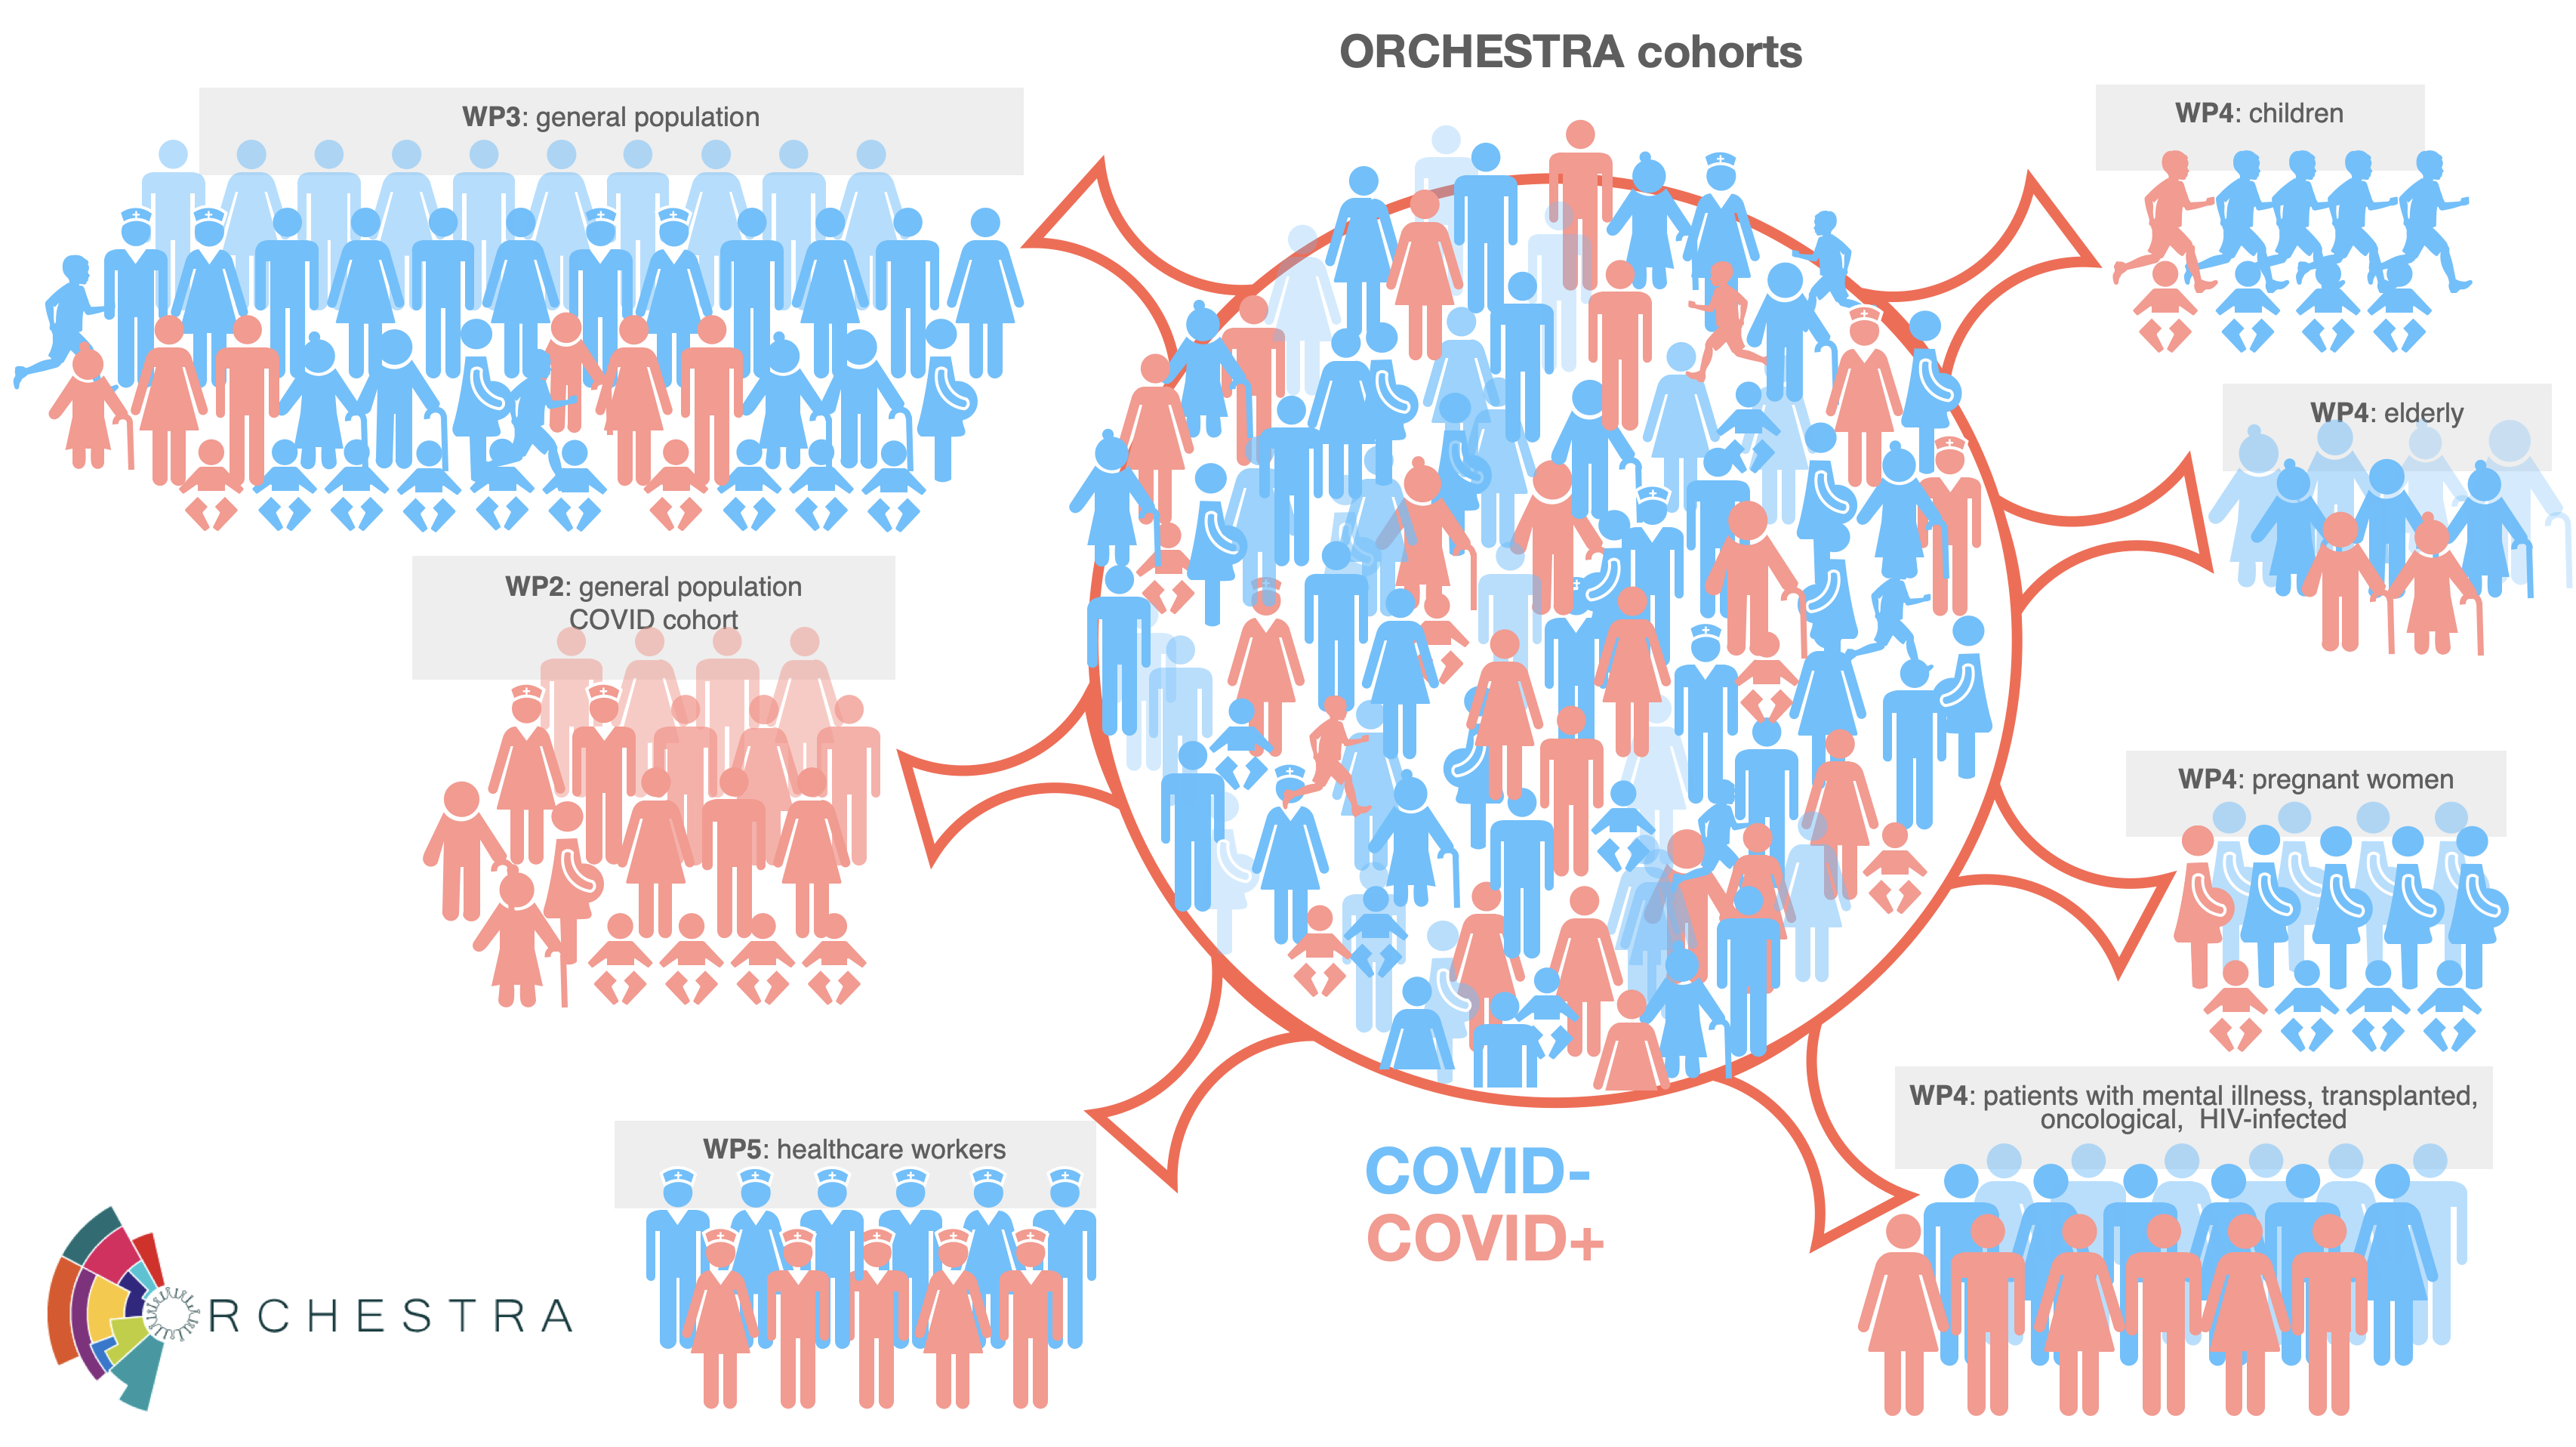 ORCHESTRA cohorts
WP3: general population
WP4: children
WP4: elderly
WP2: general population
COVID cohort
WP4: pregnant women
WP4: patients with mental illness, transplanted,
oncological, HIV-infected
WP5: healthcare workers
COVID-
COVID+
ORCHESTRA